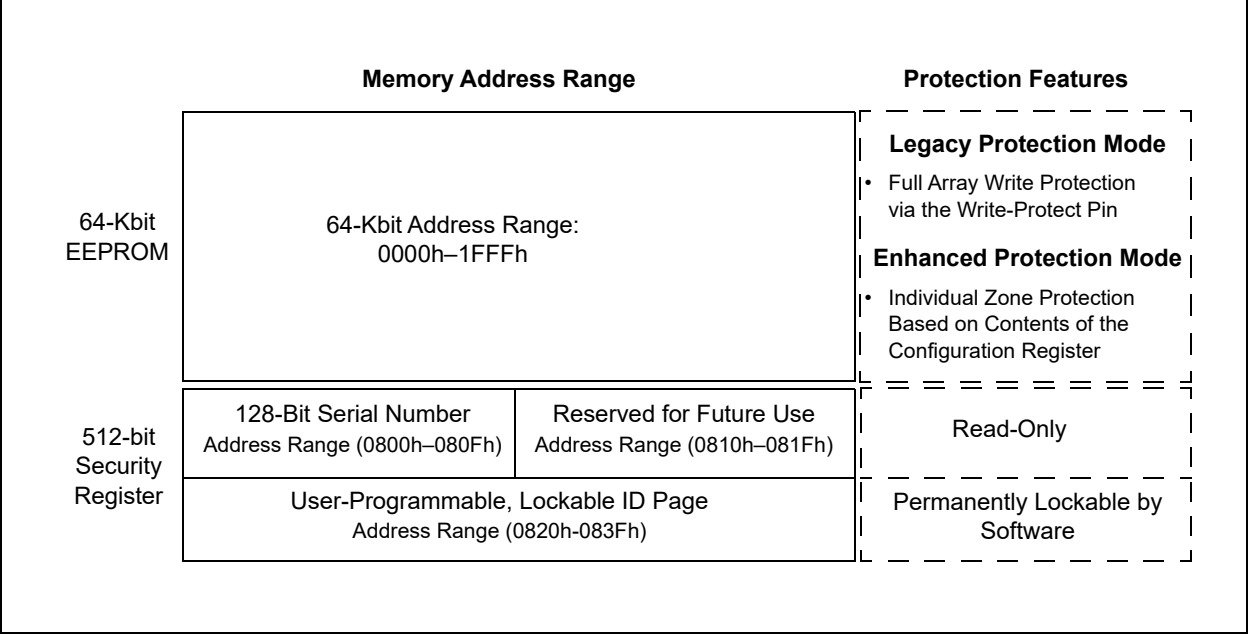 Memory Address Range
Protection Features
64-Kbit
EEPROM
64-Kbit Address Range:
0000h–1FFFh
Legacy Protection Mode
• Full Array Write Protection
via the Write-Protect Pin
Enhanced Protection Mode
• Individual Zone Protection
Based on Contents of the
Configuration Register
512-bit
Security
Register
128-Bit Serial Number
Address Range (0800h–080Fh)
Reserved for Future Use
Address Range (0810h–081Fh)
Read-Only
User-Programmable, Lockable ID Page
Address Range (0820h-083Fh)
Permanently Lockable by
Software